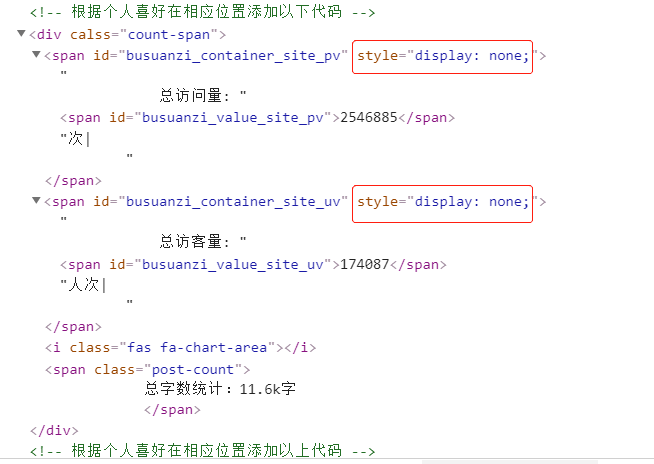 <!-- 根据个人喜好在相应位置添加以下代码 -->
▼<div calss="count-span">
▼<span id="busuanzi_container_site_pv" style="display: none;">
"
总访问量: "
<span id="busuanzi_value_site_pv">2546885</span>
"次|
"
</span>
▼<span id="busuanzi_container_site_uv" style="display: none;">
"
总访客量: "
<span id="busuanzi_value_site_uv">174087</span>
"人次|
"
</span>
<i class="fas fa-chart-area"></i>
<span class="post-count">
总字数统计：11.6k字
</span>
</div>
<!-- 根据个人喜好在相应位置添加以上代码 -->